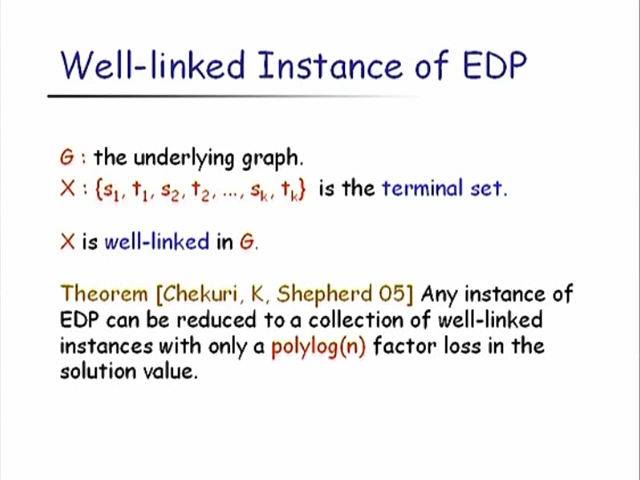 Well-linked Instance of EDP
G : the underlying graph.
X : {s₁, t₁, s₂, t₂, ..., sₖ, tₖ} is the terminal set.
X is well-linked in G.
Theorem [Chekuri, K, Shepherd 05] Any instance of
EDP can be reduced to a collection of well-linked
instances with only a polylog(n) factor loss in the
solution value.